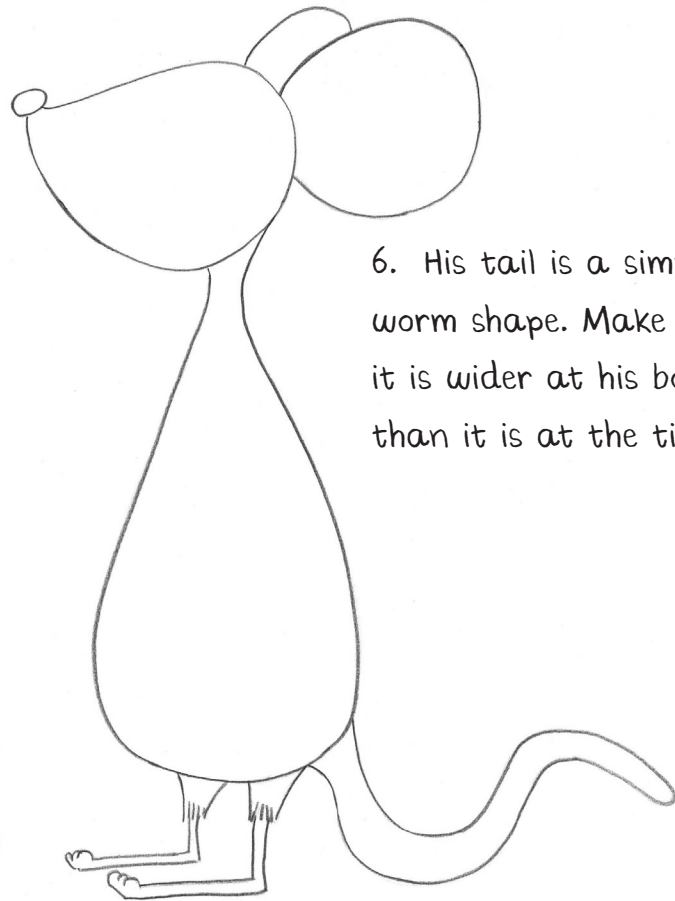 6. His tail is a
worm shape. Make
it is wider at his
than it is at the